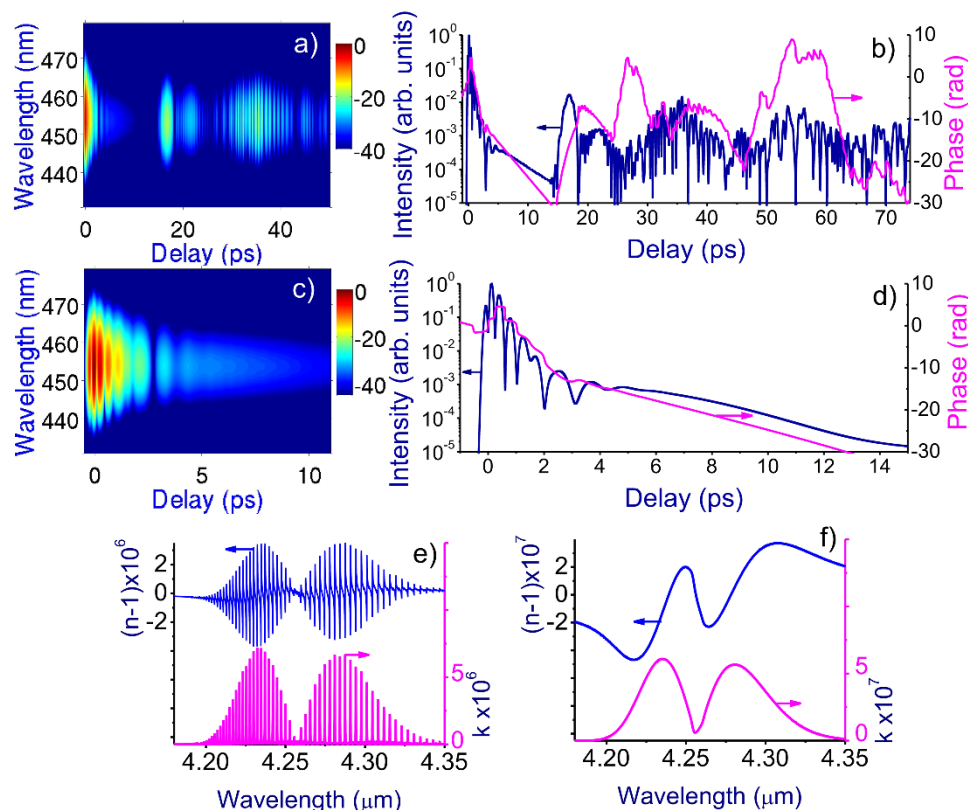 a)
Wavelength (nm)
470
460
450
440
0
20
40
Delay (ps)
0
-20
-40
b)
Intensity (arb. units)
10⁰
10⁻¹
10⁻²
10⁻³
10⁻⁴
10⁻⁵
0 10 20 30 40 50 60 70
Delay (ps)
10
0
-10
-20
-30
Phase (rad)
c)
Wavelength (nm)
470
460
450
440
0
5
10
Delay (ps)
0
-20
-40
d)
Intensity (arb. units)
10⁰
10⁻¹
10⁻²
10⁻³
10⁻⁴
10⁻⁵
0 2 4 6 8 10 12 14
Delay (ps)
10
0
-10
-20
-30
Phase (rad)
e)
(n-1)x10⁶
2
0
-2
4.20 4.25 4.30 4.35
Wavelength (μm)
5
0
k x10⁶
f)
(n-1)x10⁷
2
0
-2
4.20 4.25 4.30 4.35
Wavelength (μm)
5
0
k x10⁷